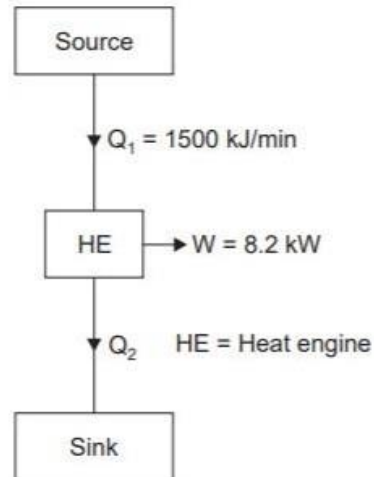 Source
Q₁ = 1500 kJ/min
HE
W = 8.2 kW
Q₂
HE = Heat engine
Sink